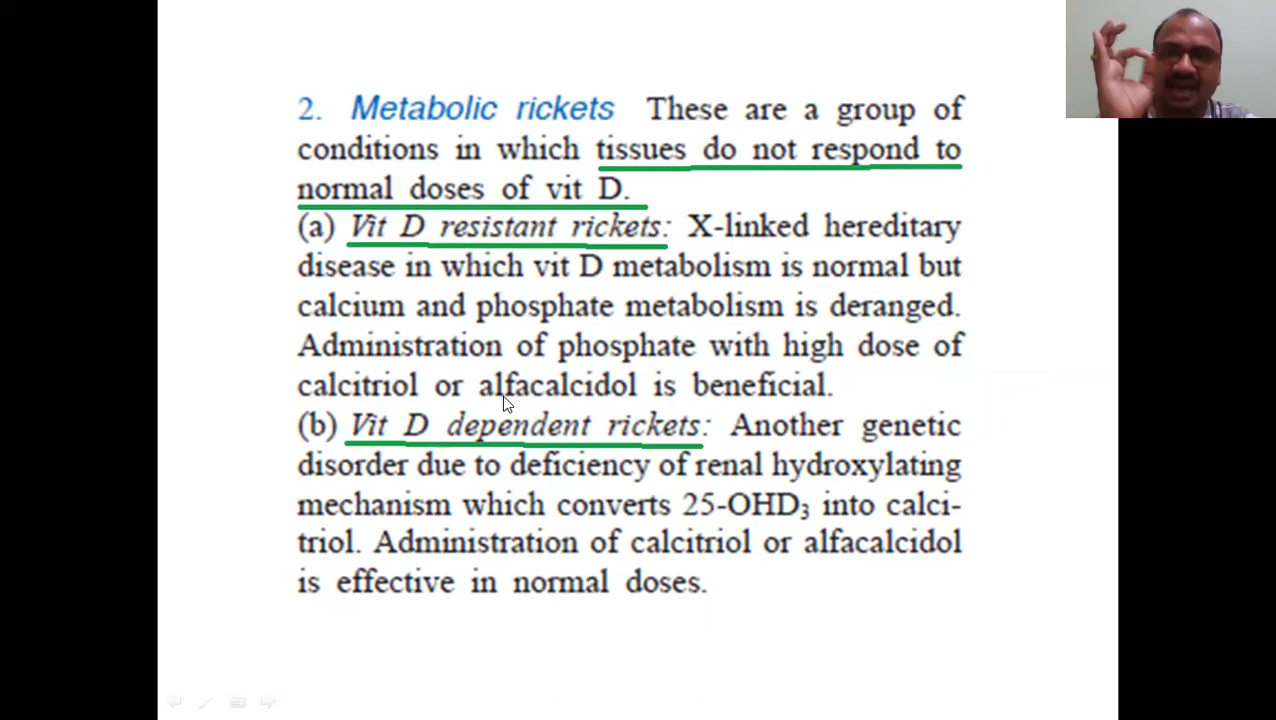 2. Metabolic rickets These are a group of
conditions in which tissues do not respond to
normal doses of vit D.
(a) Vit D resistant rickets: X-linked hereditary
disease in which vit D metabolism is normal but
calcium and phosphate metabolism is deranged.
Administration of phosphate with high dose of
calcitriol or alfacalcidol is beneficial.
(b) Vit D dependent rickets: Another genetic
disorder due to deficiency of renal hydroxylating
mechanism which converts 25-OHD₃ into calci-
triol. Administration of calcitriol or alfacalcidol
is effective in normal doses.